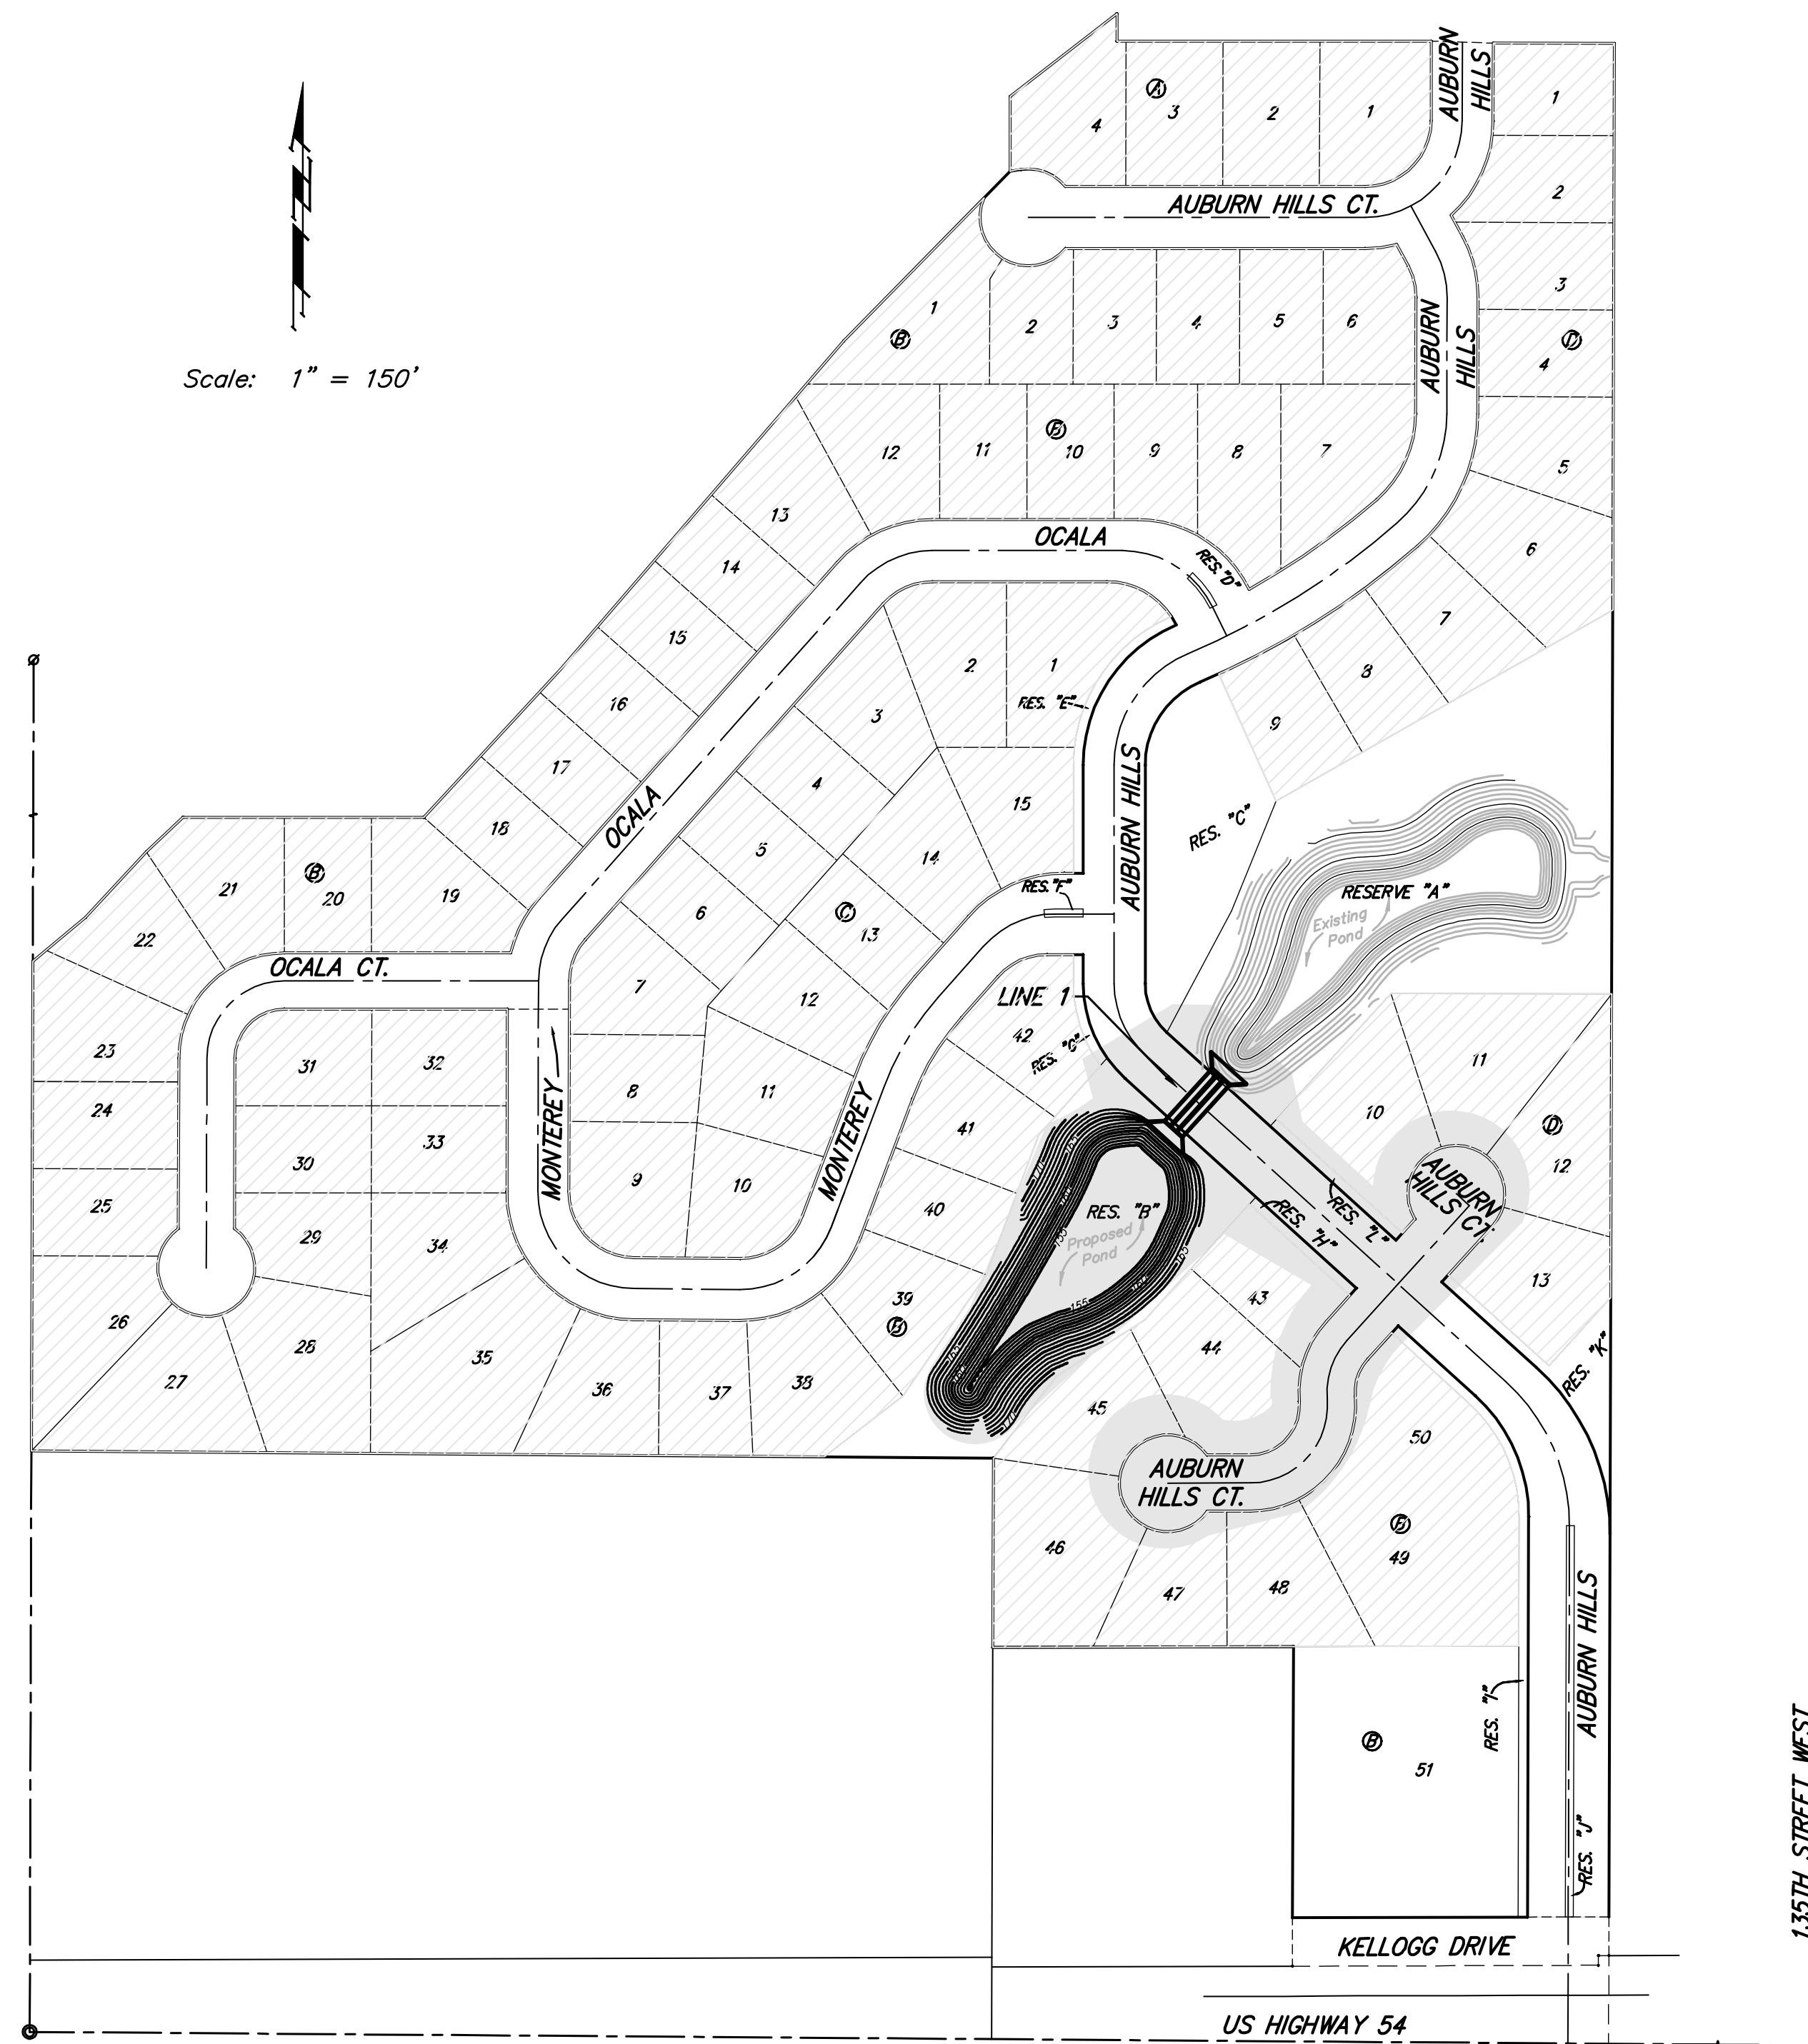 AUBURN
HILLS
A
4
3
2
1
1
2
3
D
4
5
6
7
8
9
Scale: 1" = 150'
AUBURN HILLS CT.
AUBURN
HILLS
1
B
2
3
4
5
6
12
11
B
10
9
8
7
13
14
15
16
17
18
OCALA
RES. "D"
2
1
RES. "E"
3
4
5
6
7
15
14
C
13
12
8
11
9
10
OCALA
AUBURN HILLS
RES. "C"
RES. "F"
RESERVE "A"
Existing
Pond
21
B
20
19
22
OCALA CT.
23
24
25
26
27
28
29
30
31
32
33
34
35
36
37
38
MONTEREY
MONTEREY
LINE 1
42
RES. "G"
41
40
39
B
RES. "B"
Proposed
Pond
155
155
165
RES. "H"
RES. "L"
10
11
D
12
13
AUBURN
HILLS CT.
RES. "K"
43
44
45
AUBURN
HILLS CT.
46
47
48
50
B
49
AUBURN HILLS
RES. "I"
B
51
RES. "J"
135TH STREET WEST
KELLOGG DRIVE
US HIGHWAY 54